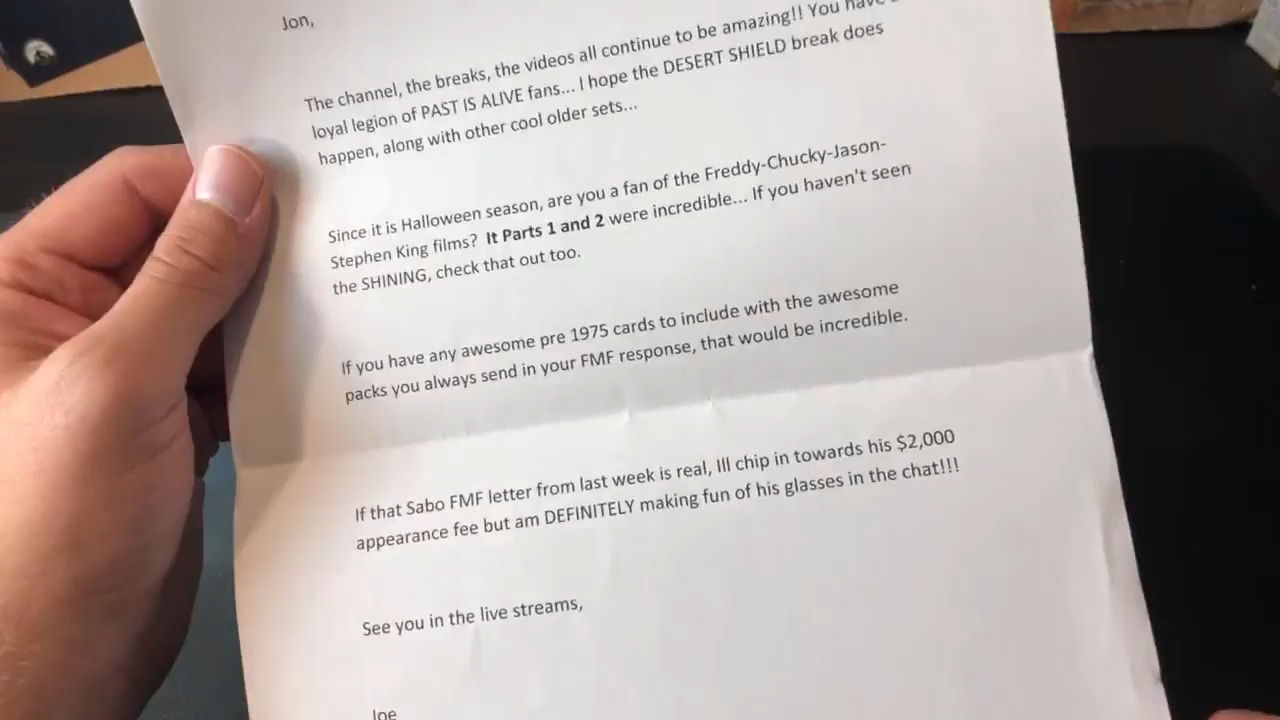 Jon,
The channel, the breaks, the videos all continue to be amazing!! You have
loyal legion of PAST IS ALIVE fans... I hope the DESERT SHIELD break does
happen, along with other cool older sets...
Since it is Halloween season, are you a fan of the Freddy-Chucky-Jason-
Stephen King films? It Parts 1 and 2 were incredible... If you haven't seen
the SHINING, check that out too.
If you have any awesome pre 1975 cards to include with the awesome
packs you always send in your FMF response, that would be incredible.
If that Sabo FMF letter from last week is real, Ill chip in towards his $2,000
appearance fee but am DEFINITELY making fun of his glasses in the chat!!!
See you in the live streams,
Joe